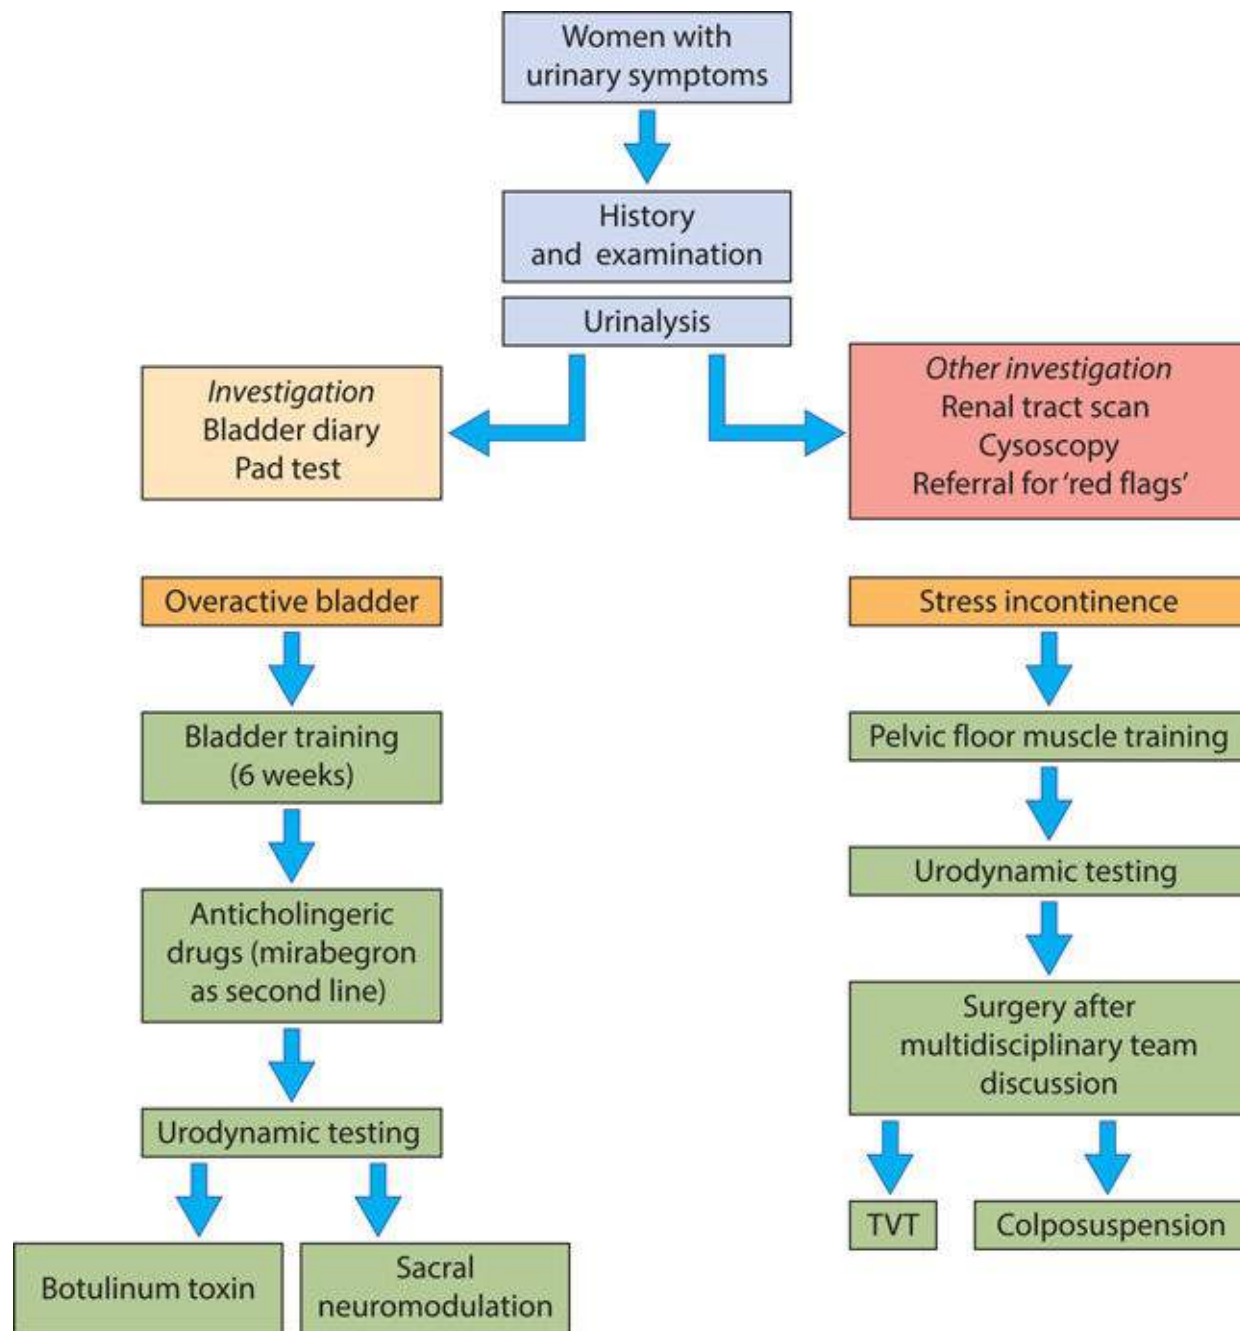 Women with
urinary symptoms
History
and examination
Urinalysis
Investigation
Bladder diary
Pad test
Other investigation
Renal tract scan
Cysoscopy
Referral for ‘red flags’
Overactive bladder
Bladder training
(6 weeks)
Anticholingeric
drugs (mirabegron
as second line)
Urodynamic testing
Botulinum toxin
Sacral
neuromodulation
Stress incontinence
Pelvic floor muscle training
Urodynamic testing
Surgery after
multidisciplinary team
discussion
TVT
Colposuspension